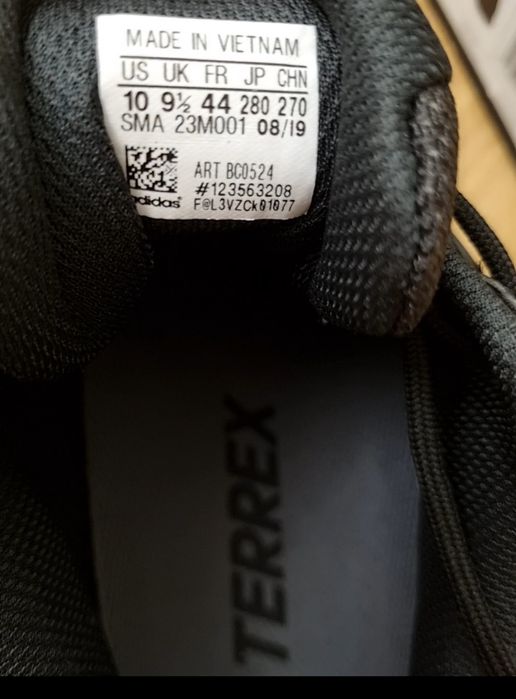 MADE IN VIETNAM
US UK FR JP CHN
10 9½ 44 280 270
SMA 23M001 08/19
ART BC0524
#123563208
adidas F@L3VZCk01077
TERREX